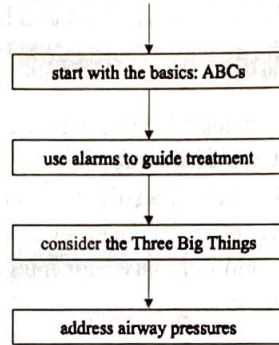 start with the basics: ABCs
use alarms to guide treatment
consider the Three Big Things
address airway pressures